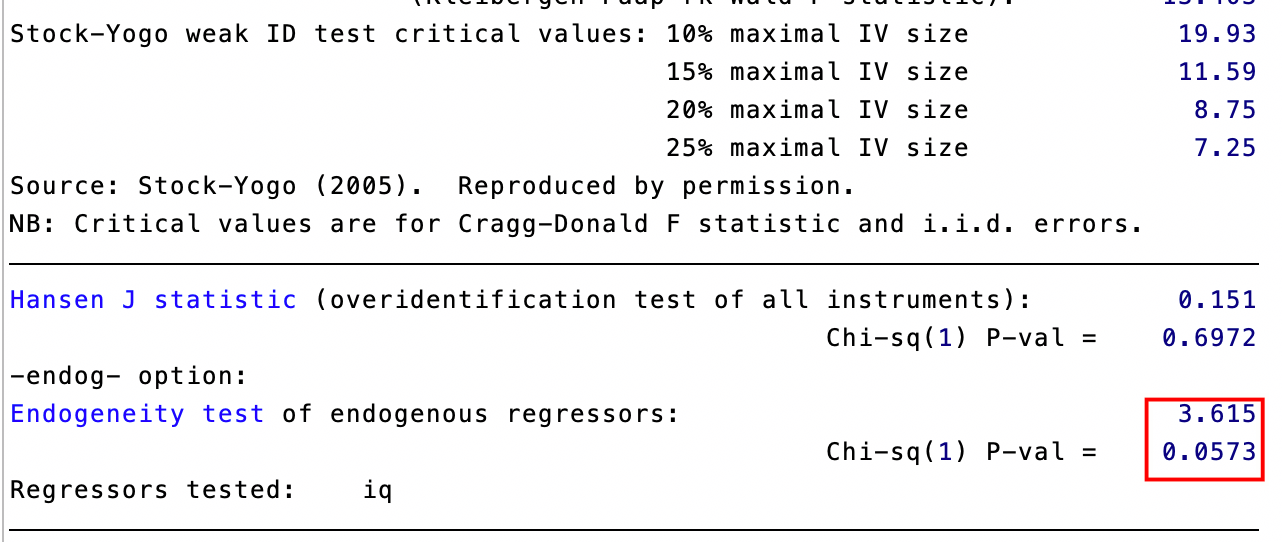 Stock-Yogo weak ID test critical values: 10% maximal IV size 19.93
15% maximal IV size 11.59
20% maximal IV size 8.75
25% maximal IV size 7.25
Source: Stock-Yogo (2005).  Reproduced by permission.
NB: Critical values are for Cragg-Donald F statistic and i.i.d. errors.
Hansen J statistic (overidentification test of all instruments): 0.151
Chi-sq(1) P-val = 0.6972
-endog- option:
Endogeneity test of endogenous regressors: 3.615
Chi-sq(1) P-val = 0.0573
Regressors tested: iq